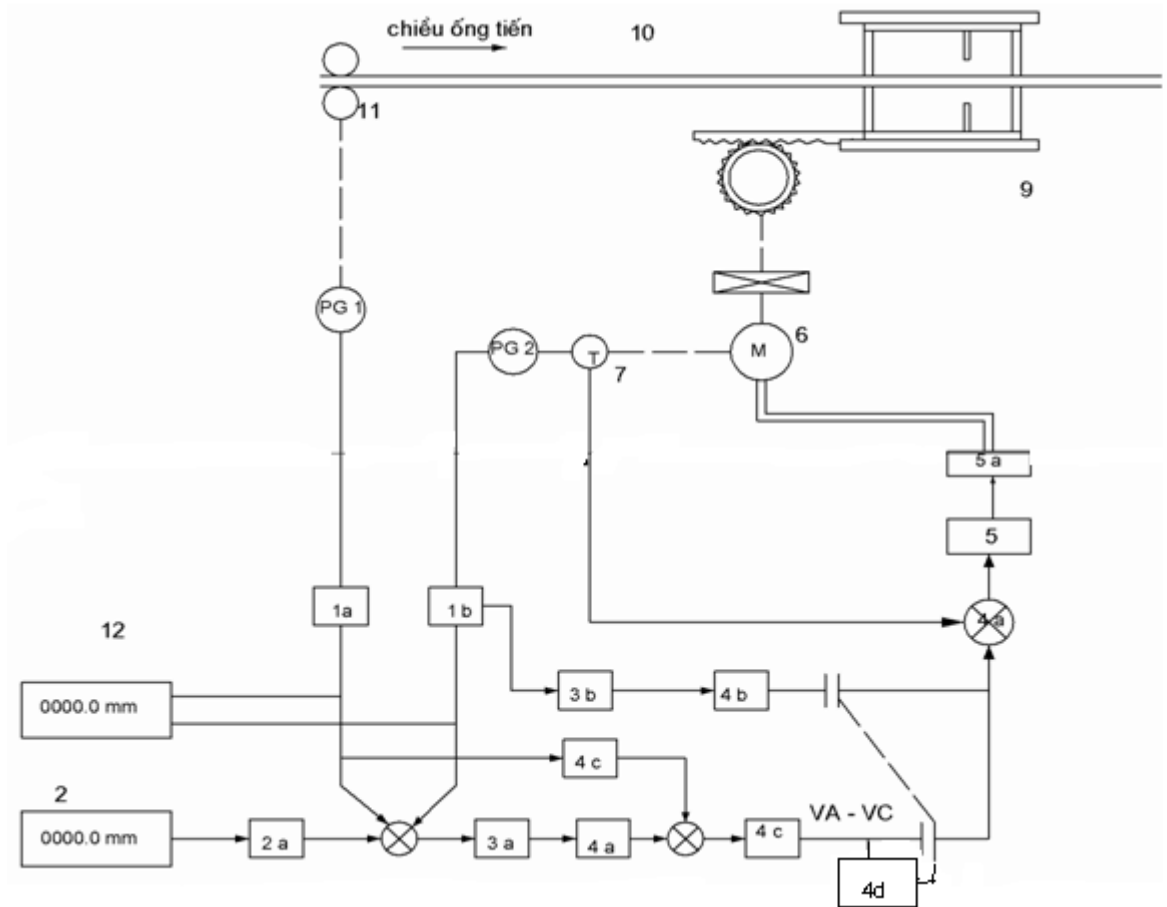 chiểu ống tiến
10
11
9
PG 1
PG 2
T
7
M
6
5 a
5
4 a
1a
1 b
12
0000.0 mm
3 b
4 b
4 c
2
0000.0 mm
2 a
3 a
4 a
4 c
VA - VC
4d